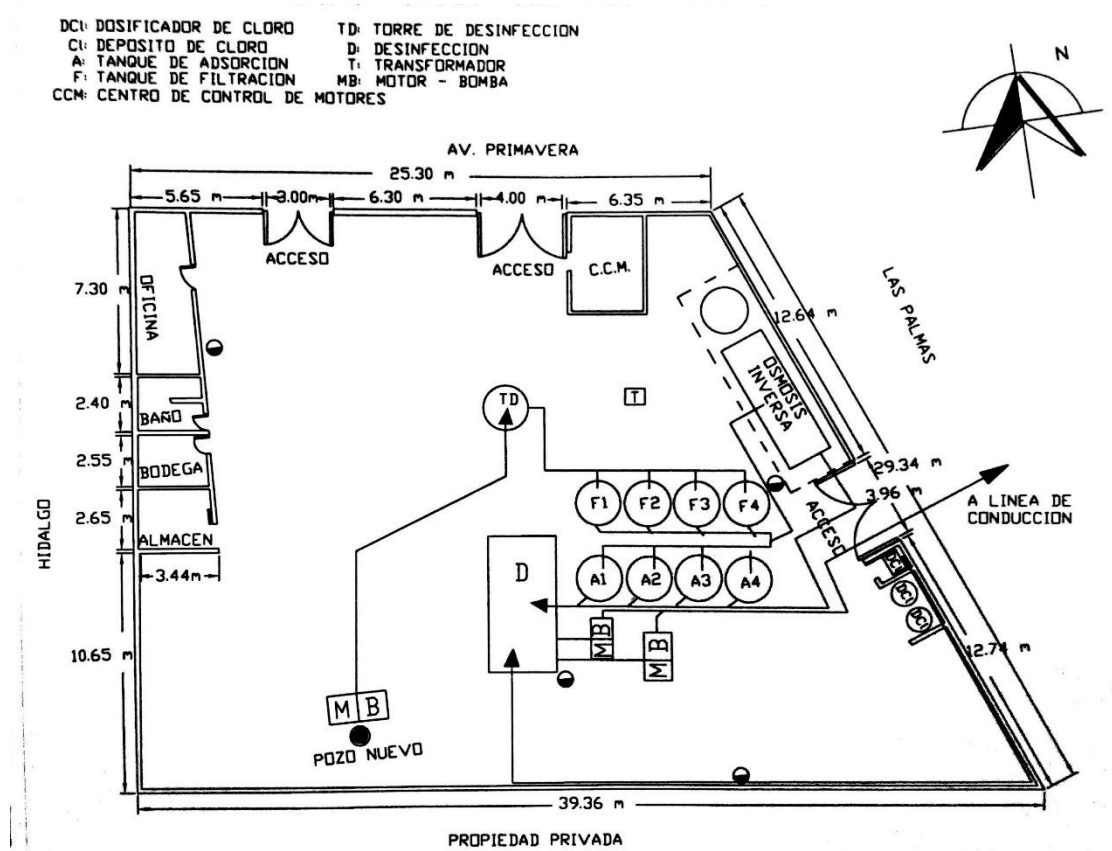 DCl: DOSIFICADOR DE CLORO
Cl: DEPOSITO DE CLORO
A: TANQUE DE ADSORCION
F: TANQUE DE FILTRACION
CCM: CENTRO DE CONTROL DE MOTORES
TD: TORRE DE DESINFECCION
D: DESINFECCION
T: TRANSFORMADOR
MB: MOTOR - BOMBA
N
AV. PRIMAVERA
25.30 m
5.65 m
3.00m
6.30 m
4.00 m
6.35 m
ACCESO
ACCESO
C.C.M.
7.30 m
OFICINA
LAS PALMAS
12.64 m
OSMOSIS
INVERSA
2.40 m
BAÑO
TD
T
2.55 m
BODEGA
29.34 m
3.96 m
A LINEA DE
CONDUCCION
F1
F2
F3
F4
ACCESO
HIDALGO
2.65 m
ALMACEN
3.44m
D
A1
A2
A3
A4
DCl
DCl
MB
MB
10.65 m
12.74 m
M B
POZO NUEVO
39.36 m
PROPIEDAD PRIVADA